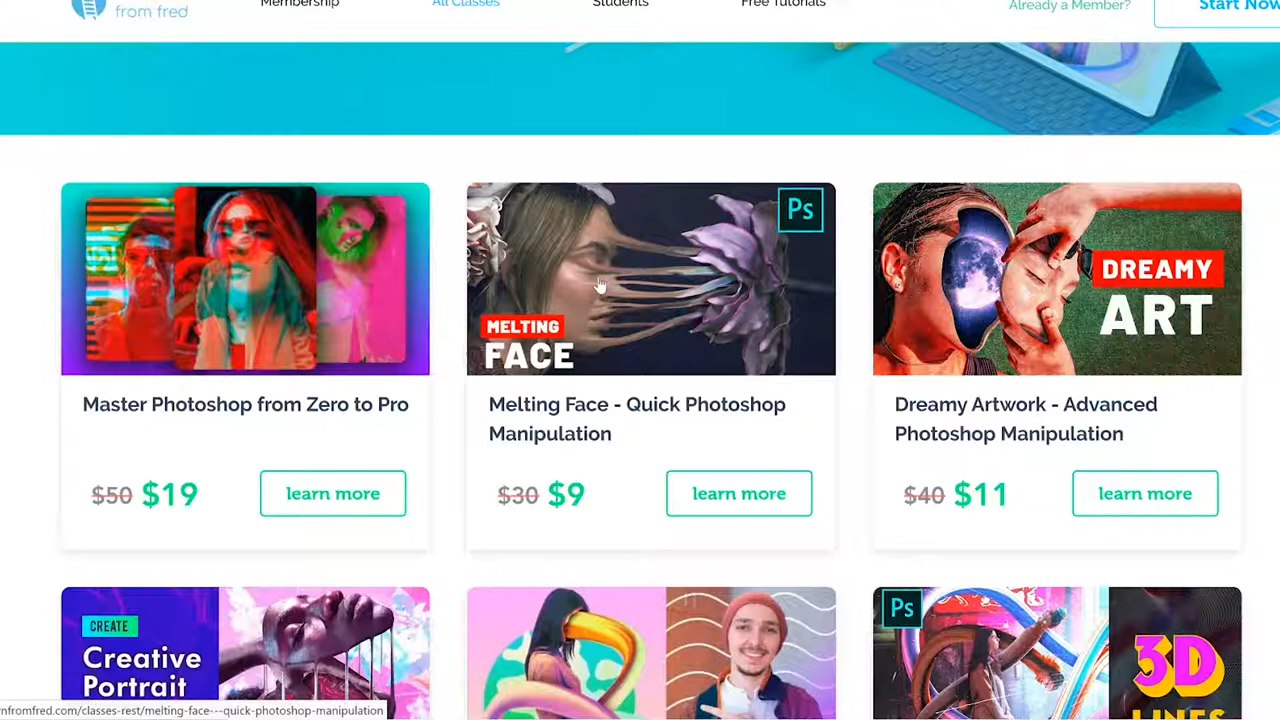 from fred
Membership
All Classes
Students
Free Tutorials
Already a Member?
Start Now
Ps
MELTING
FACE
DREAMY
ART
Master Photoshop from Zero to Pro
Melting Face - Quick Photoshop
Manipulation
Dreamy Artwork - Advanced
Photoshop Manipulation
$50 $19
learn more
$30 $9
learn more
$40 $11
learn more
CREATE
Creative
Portrait
Ps
3D
LINES
nfromfred.com/classes-rest/melting-face---quick-photoshop-manipulation